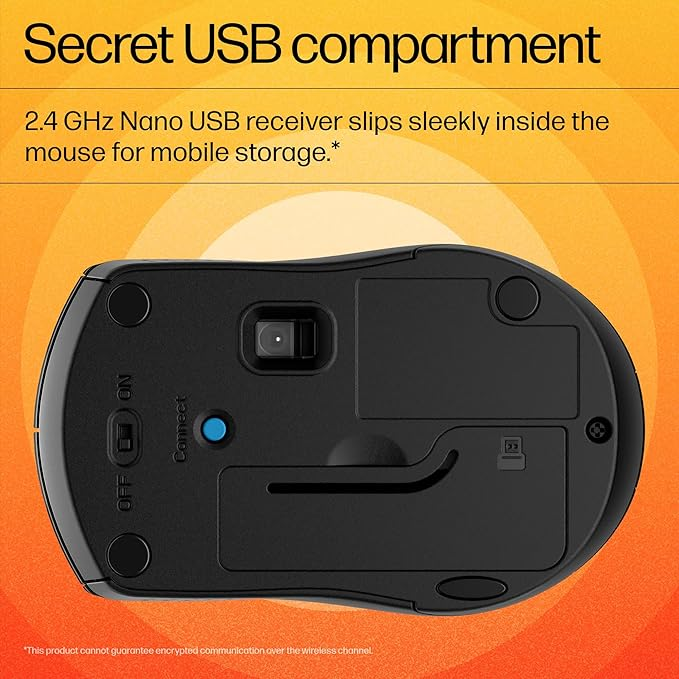 Secret USB compartment
2.4 GHz Nano USB receiver slips sleekly inside the
mouse for mobile storage.*
ON
OFF
Connect
*This product cannot guarantee encrypted communication over the wireless channel.